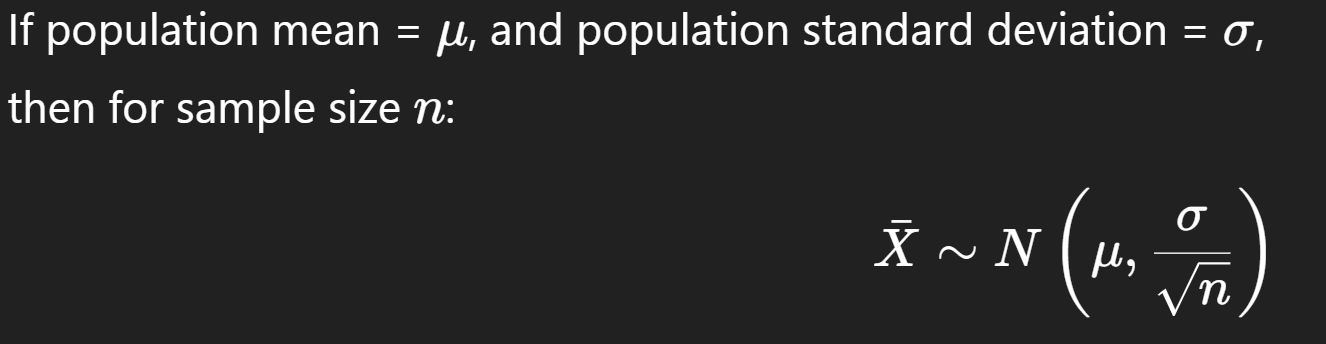 If population mean = μ, and population standard deviation = σ,
then for sample size n:
X̄ ~ N(μ, σ/√n)